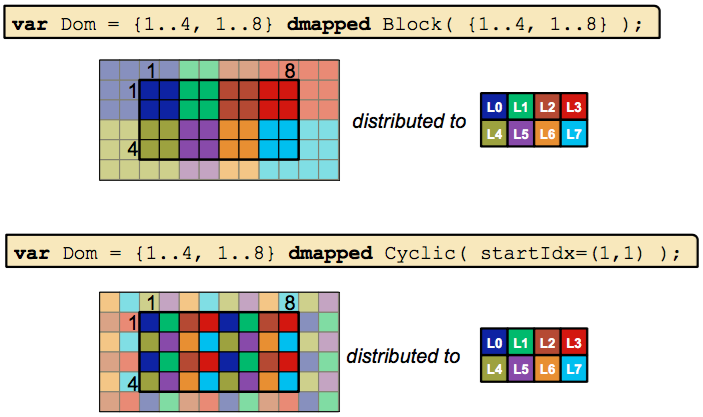 var Dom = {1..4, 1..8} dmapped Block( {1..4, 1..8} );
1 8
1
4
distributed to
L0 L1 L2 L3
L4 L5 L6 L7
var Dom = {1..4, 1..8} dmapped Cyclic( startIdx=(1,1) );
1 8
1
4
distributed to
L0 L1 L2 L3
L4 L5 L6 L7